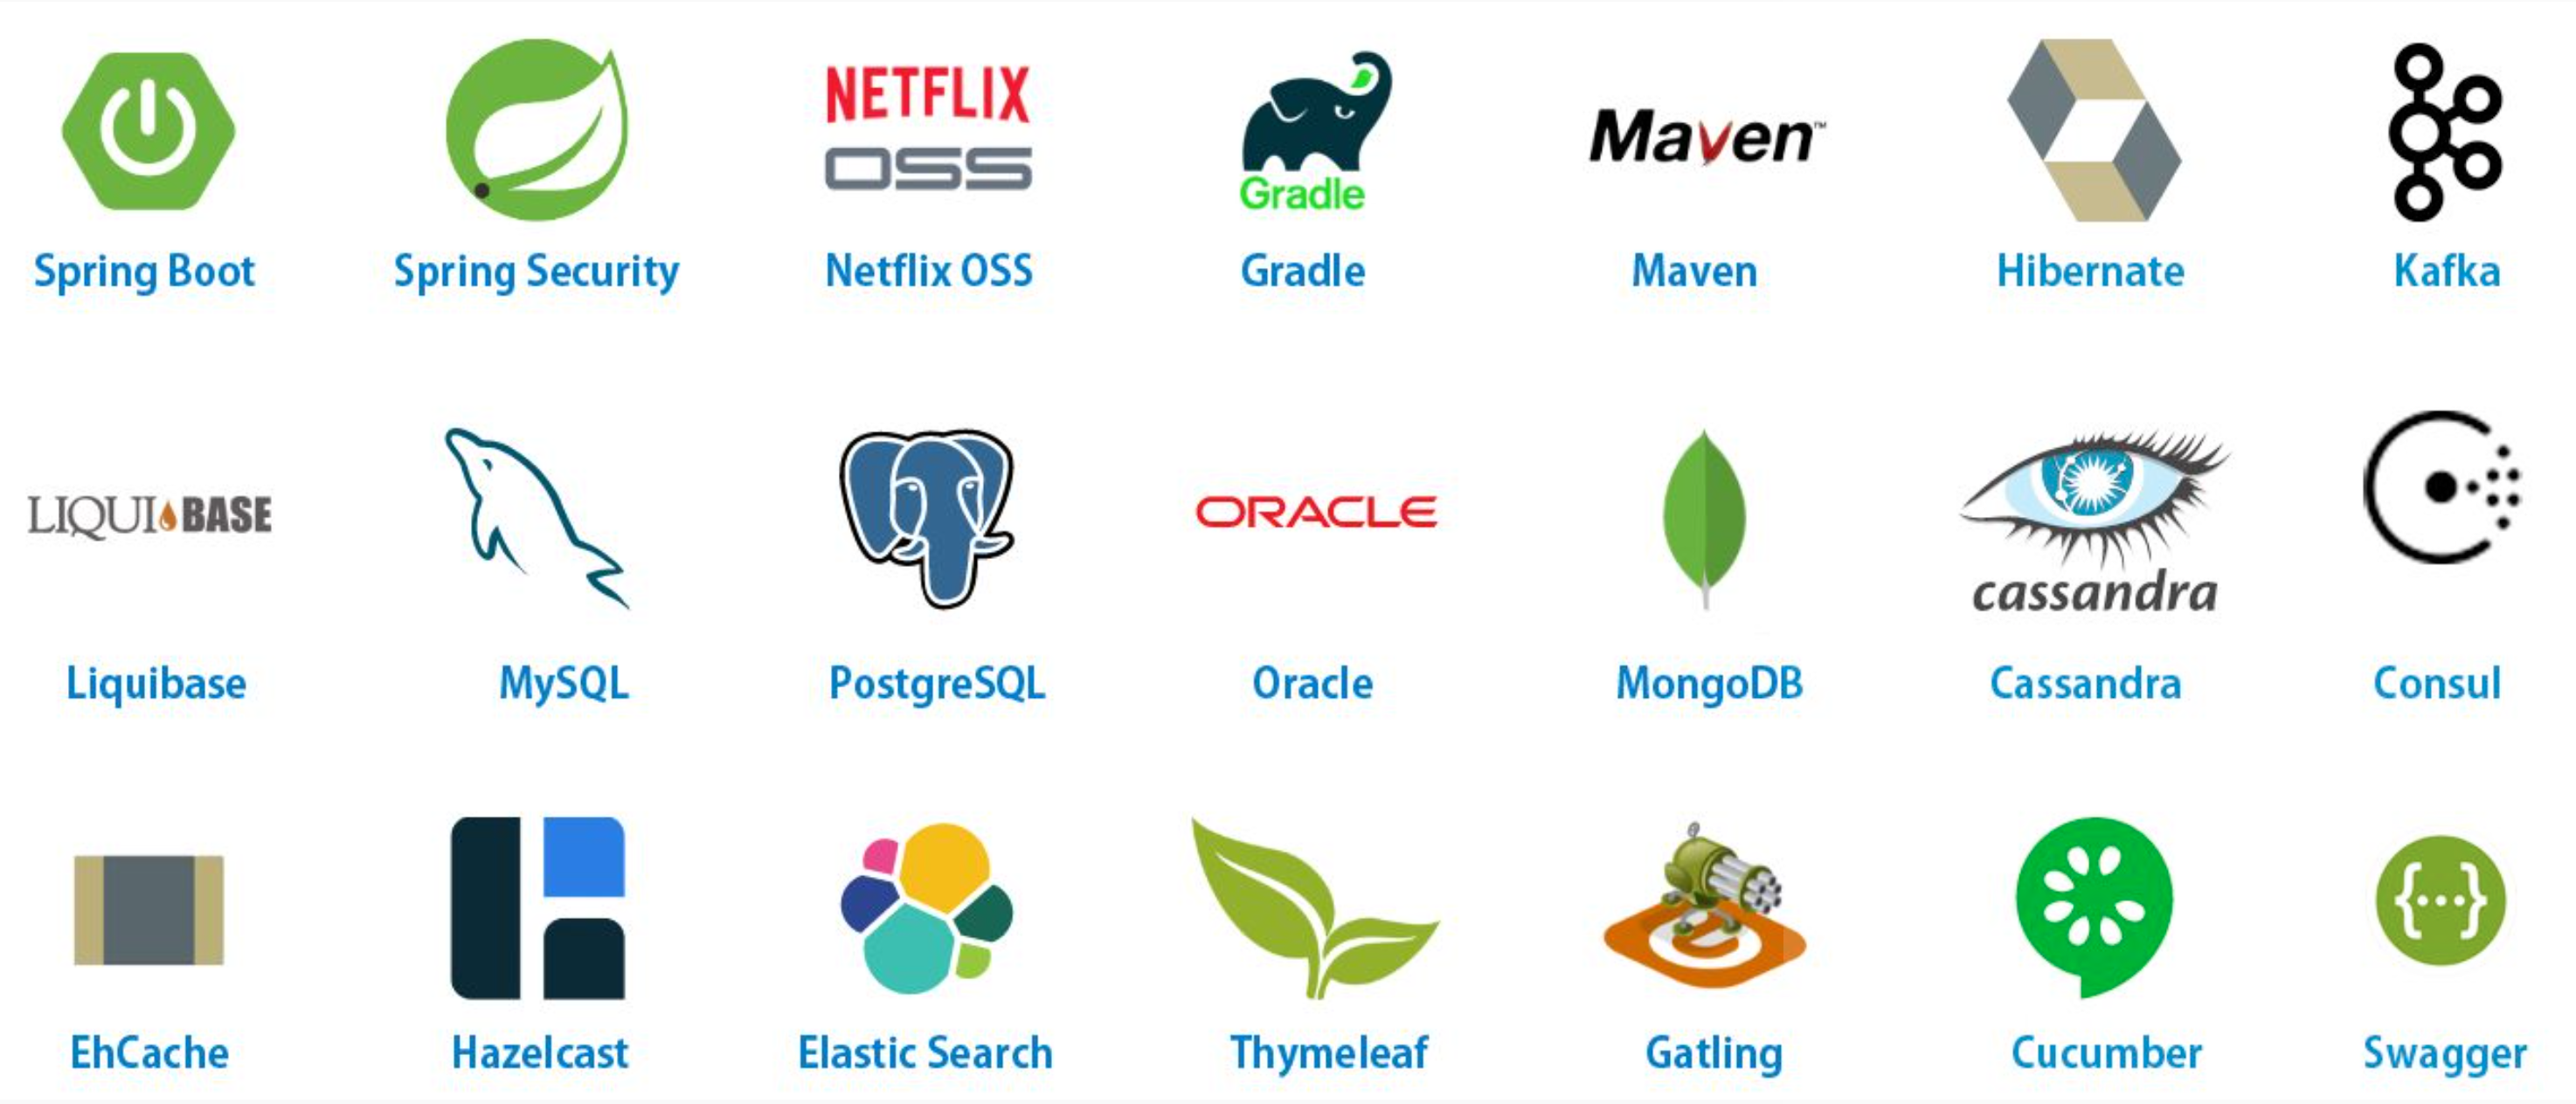 NETFLIX
OSS
Gradle
Maven™
Spring Boot
Spring Security
Netflix OSS
Gradle
Maven
Hibernate
Kafka
LIQUIBASE
ORACLE
cassandra
Liquibase
MySQL
PostgreSQL
Oracle
MongoDB
Cassandra
Consul
{···}
EhCache
Hazelcast
Elastic Search
Thymeleaf
Gatling
Cucumber
Swagger